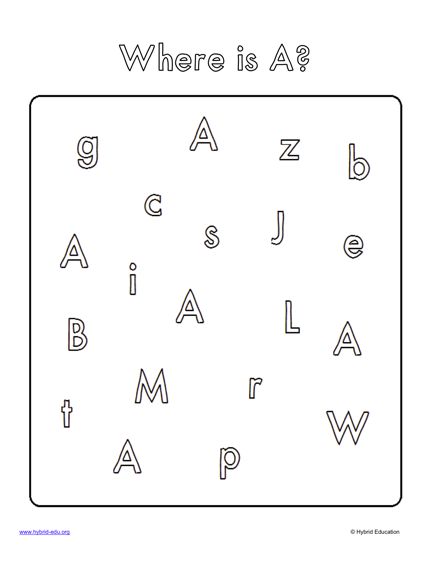 Where is A?
g A z b
c s J e
A i
A L
B A
M r
t W
A p
www.hybrid-edu.org © Hybrid Education